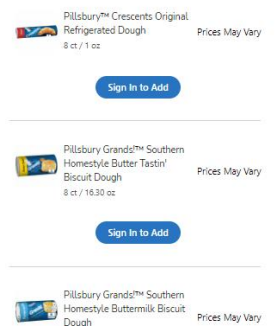 Pillsbury™ Crescents Original
Refrigerated Dough
8 ct / 1 oz
Prices May Vary
Sign In to Add
Pillsbury Grands!™ Southern
Homestyle Butter Tastin'
Biscuit Dough
8 ct / 16.30 oz
Prices May Vary
Sign In to Add
Pillsbury Grands!™ Southern
Homestyle Buttermilk Biscuit
Dough
Prices May Vary